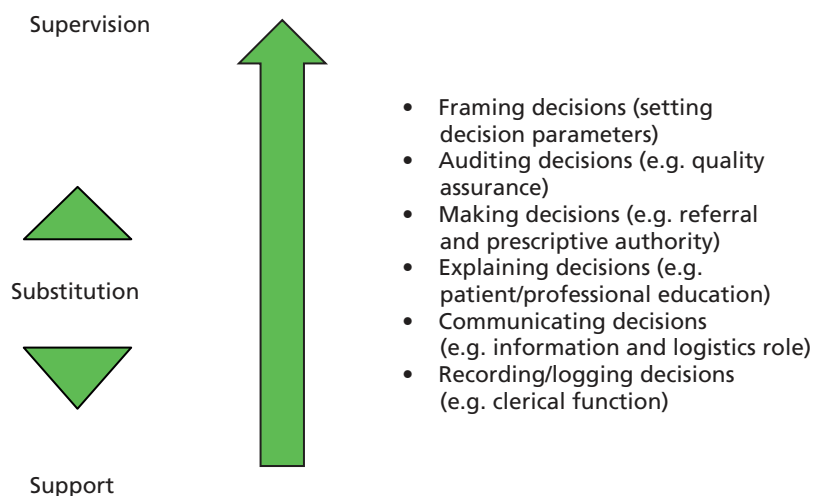 Supervision
Substitution
Support
• Framing decisions (setting
decision parameters)
• Auditing decisions (e.g. quality
assurance)
• Making decisions (e.g. referral
and prescriptive authority)
• Explaining decisions (e.g.
patient/professional education)
• Communicating decisions
(e.g. information and logistics role)
• Recording/logging decisions
(e.g. clerical function)